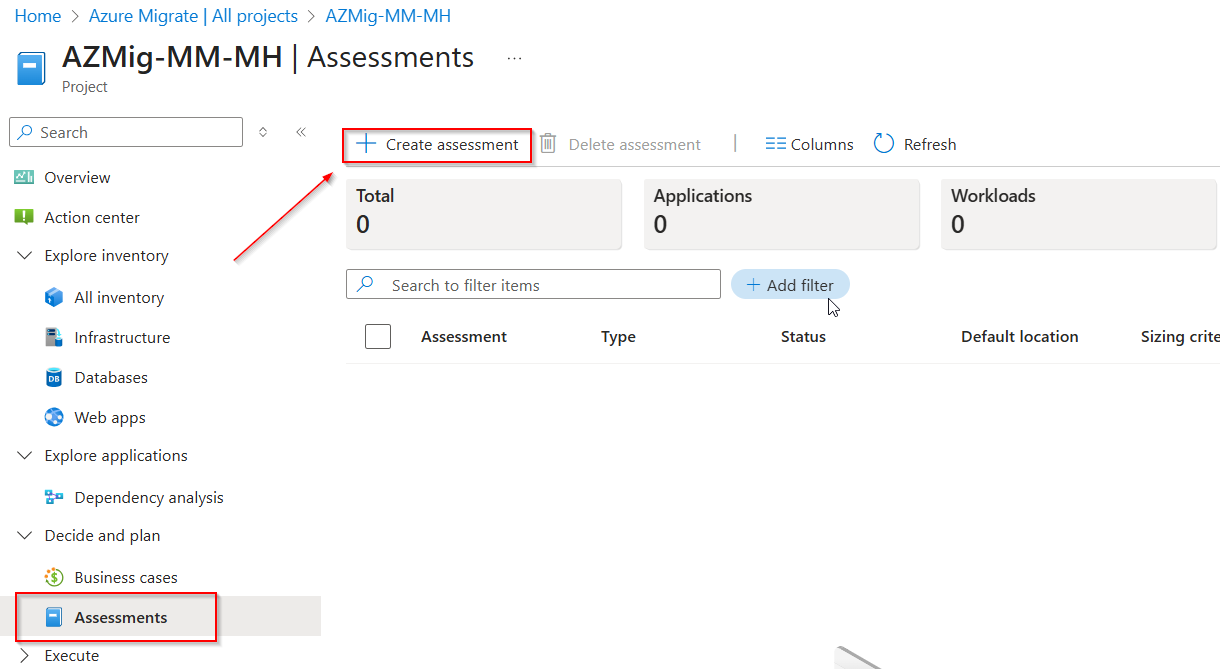 Home > Azure Migrate | All projects > AZMig-MM-MH
AZMig-MM-MH | Assessments ...
Project
Search
Overview
Action center
Explore inventory
All inventory
Infrastructure
Databases
Web apps
Explore applications
Dependency analysis
Decide and plan
Business cases
Assessments
Execute
+ Create assessment Delete assessment | Columns Refresh
Total Applications Workloads
0 0 0
Search to filter items + Add filter
Assessment Type Status Default location Sizing crite